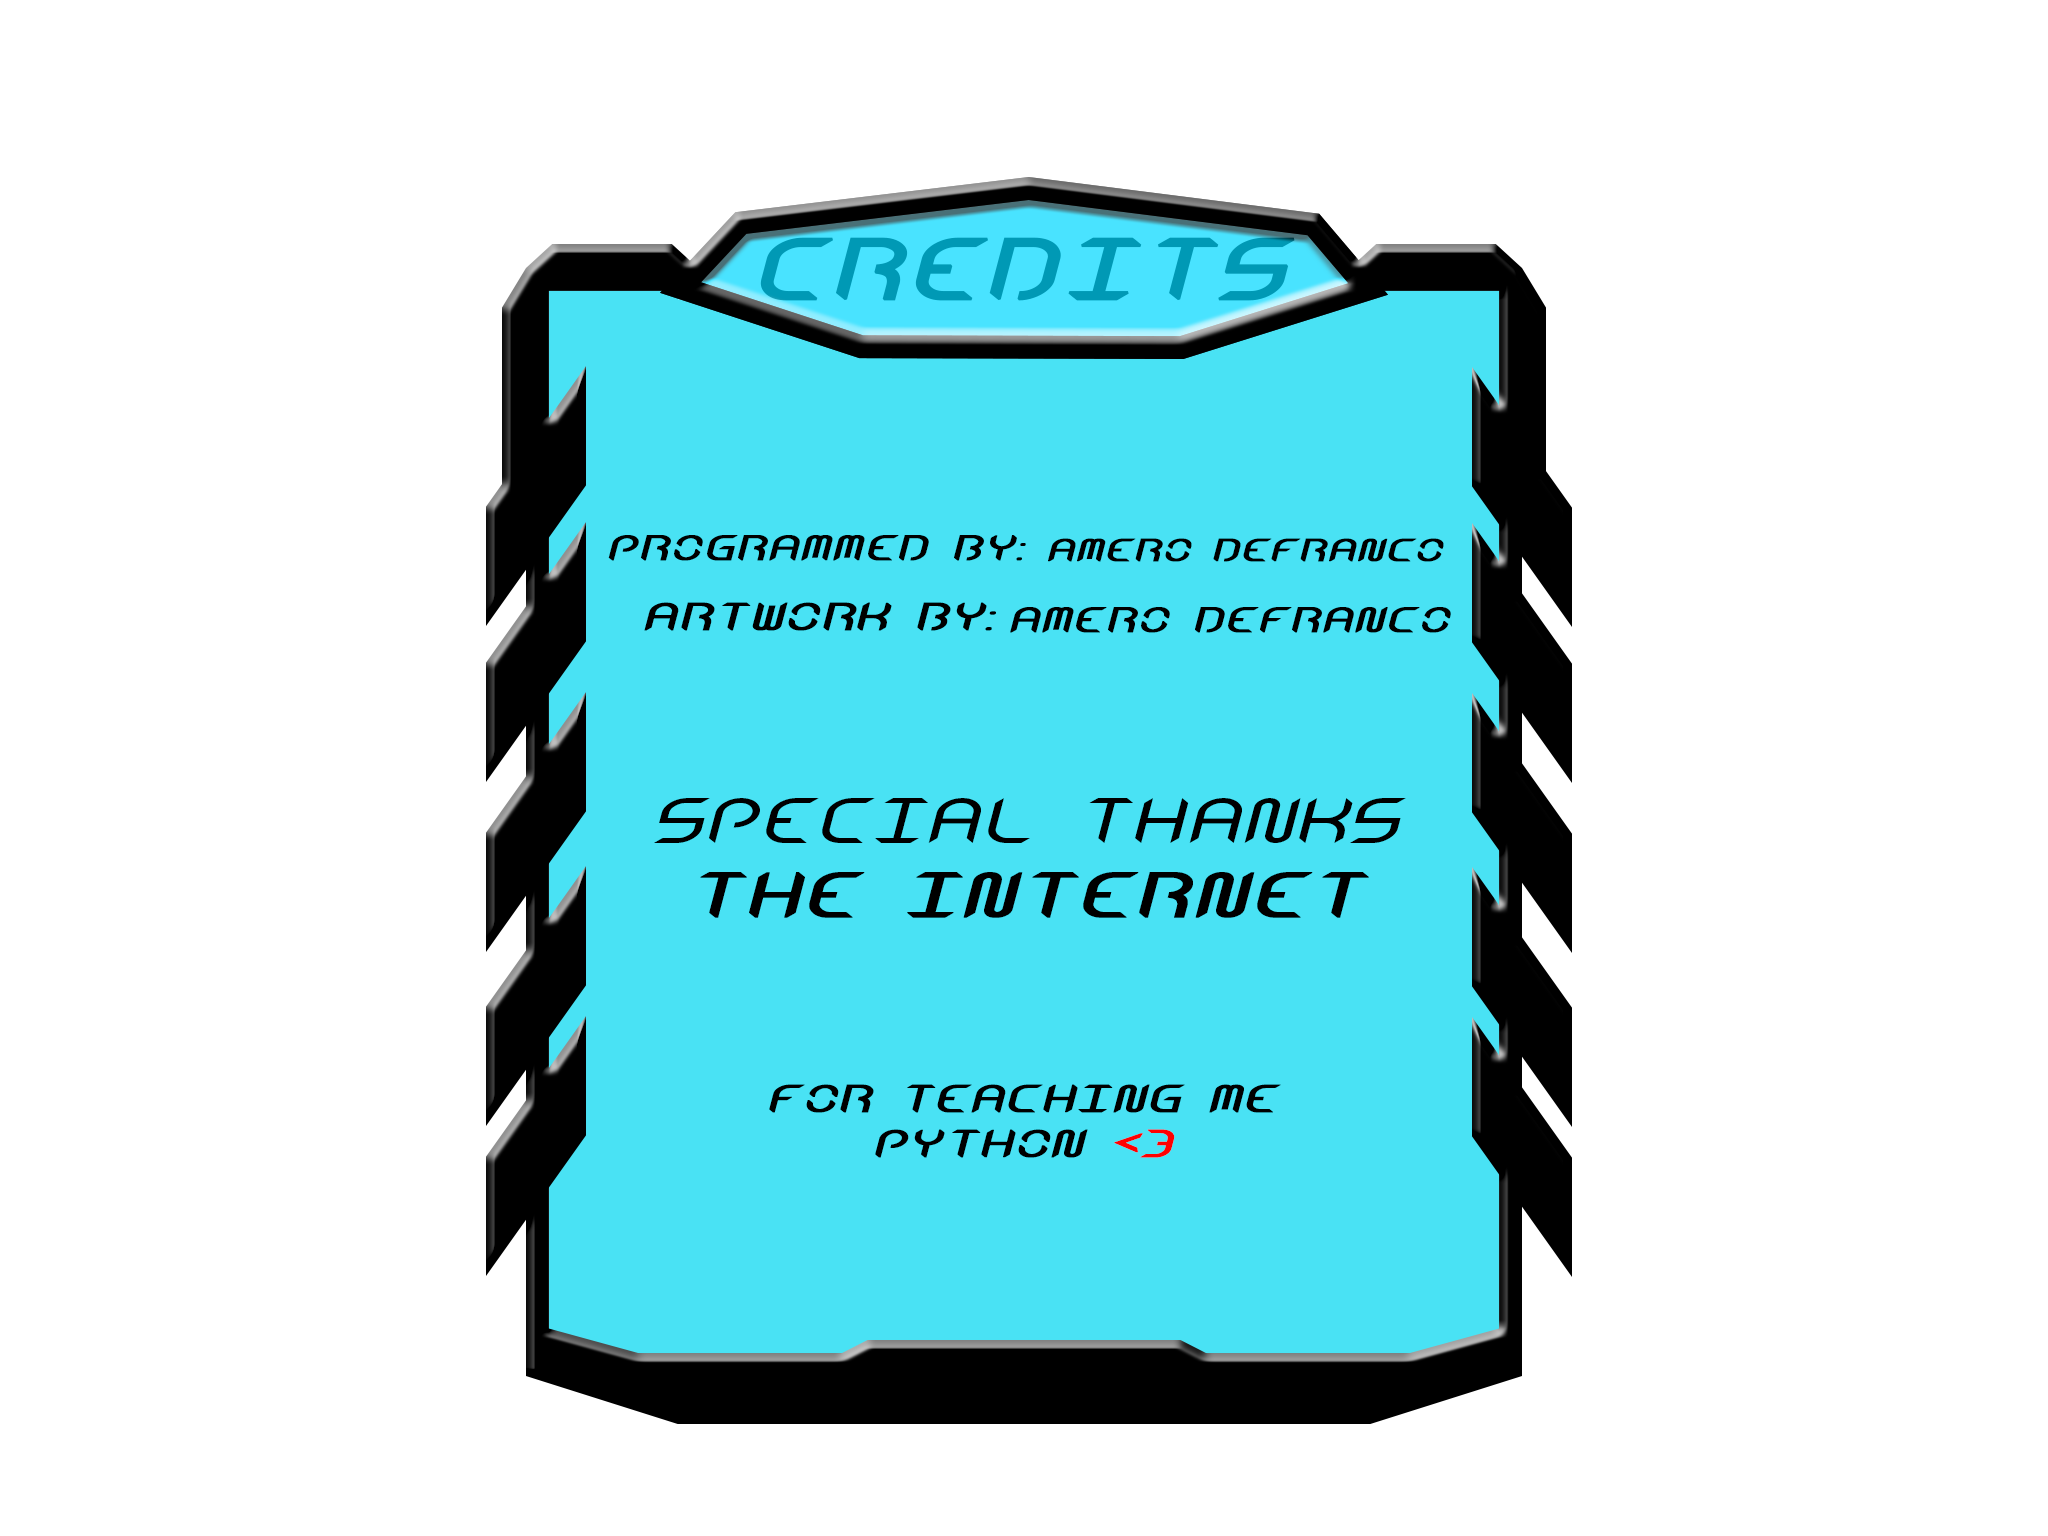 CREDITS
PROGRAMMED BY: AMERO DEFRANCO
ARTWORK BY: AMERO DEFRANCO
SPECIAL THANKS
THE INTERNET
FOR TEACHING ME
PYTHON <3